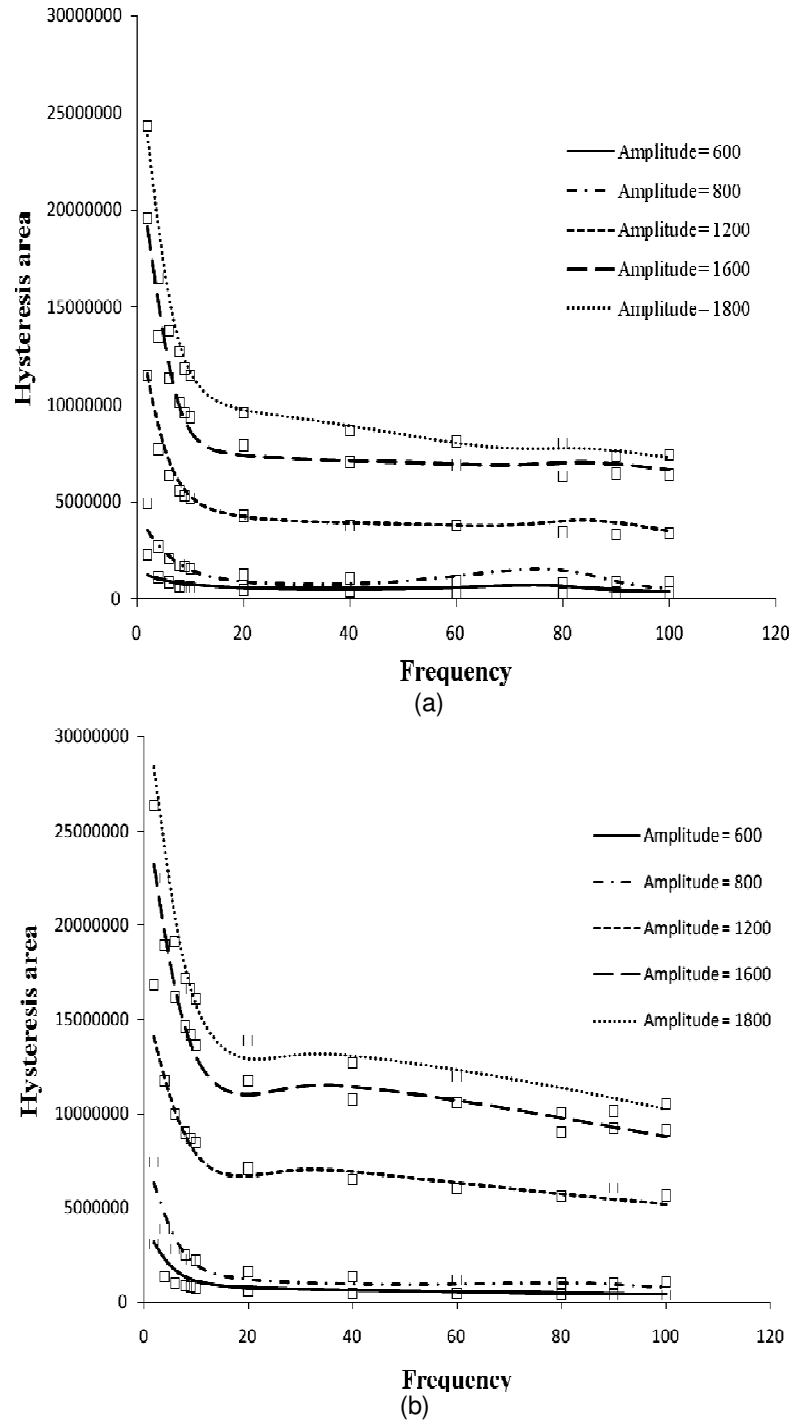 30000000
25000000
20000000
15000000
10000000
5000000
0
Hysteresis area
Amplitude= 600
Amplitude= 800
Amplitude= 1200
Amplitude= 1600
Amplitude– 1800
0 20 40 60 80 100 120
Frequency
(a)
30000000
25000000
20000000
15000000
10000000
5000000
0
Hysteresis area
Amplitude = 600
Amplitude = 800
Amplitude = 1200
Amplitude = 1600
Amplitude = 1800
0 20 40 60 80 100 120
Frequency
(b)